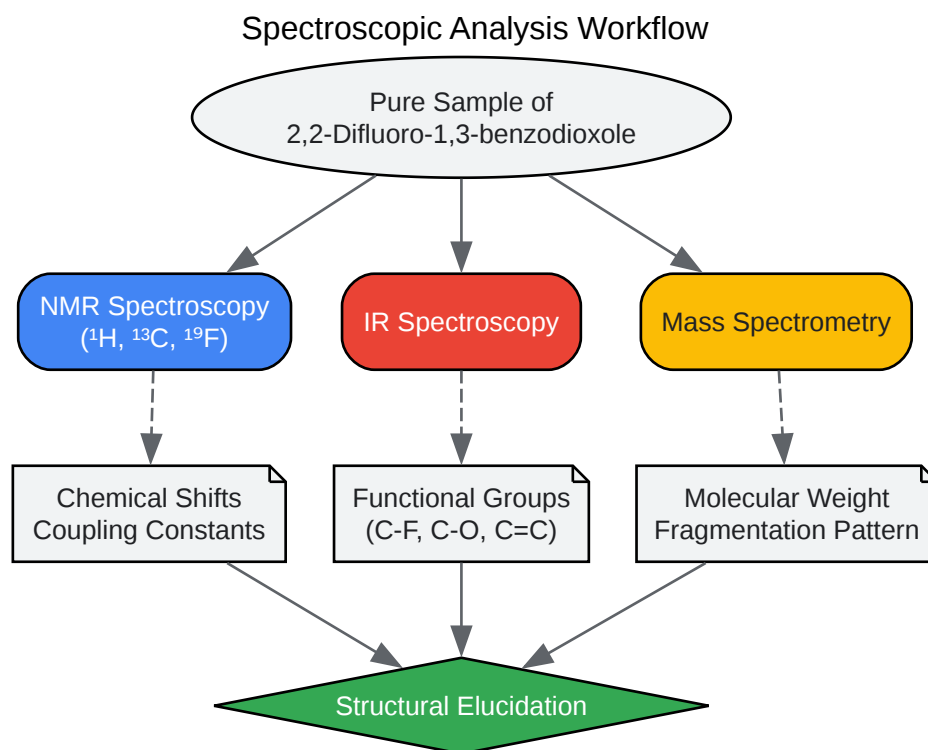 Spectroscopic Analysis Workflow
Pure Sample of
2,2-Difluoro-1,3-benzodioxole
NMR Spectroscopy
(¹H, ¹³C, ¹⁹F)
IR Spectroscopy
Mass Spectrometry
Chemical Shifts
Coupling Constants
Functional Groups
(C-F, C-O, C=C)
Molecular Weight
Fragmentation Pattern
Structural Elucidation